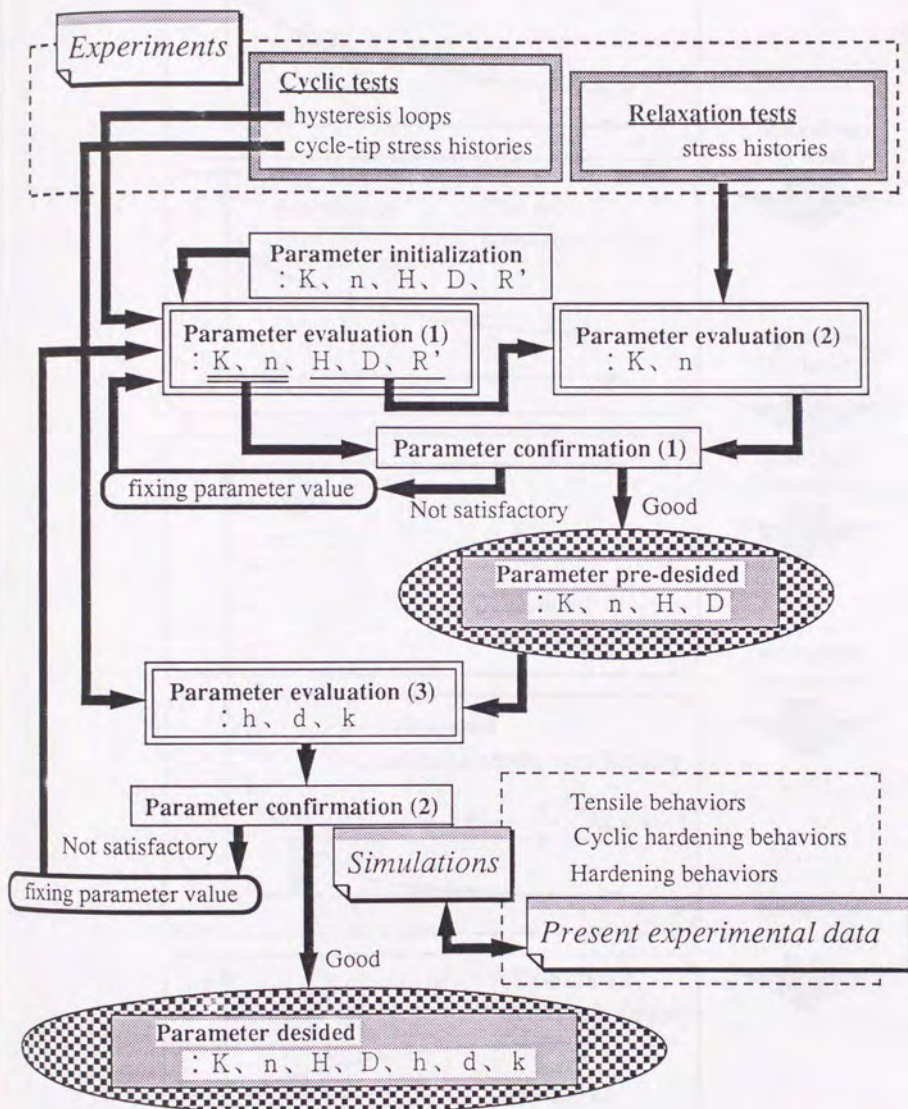 Experiments
Cyclic tests
hysteresis loops
cycle-tip stress histories
Relaxation tests
stress histories
Parameter initialization
: K、n、H、D、R'
Parameter evaluation (1)
: K、n、H、D、R'
Parameter evaluation (2)
: K、n
Parameter confirmation (1)
fixing parameter value
Not satisfactory
Good
Parameter pre-desided
: K、n、H、D
Parameter evaluation (3)
: h、d、k
Parameter confirmation (2)
Not satisfactory
fixing parameter value
Simulations
Tensile behaviors
Cyclic hardening behaviors
Hardening behaviors
Present experimental data
Good
Parameter desided
: K、n、H、D、h、d、k